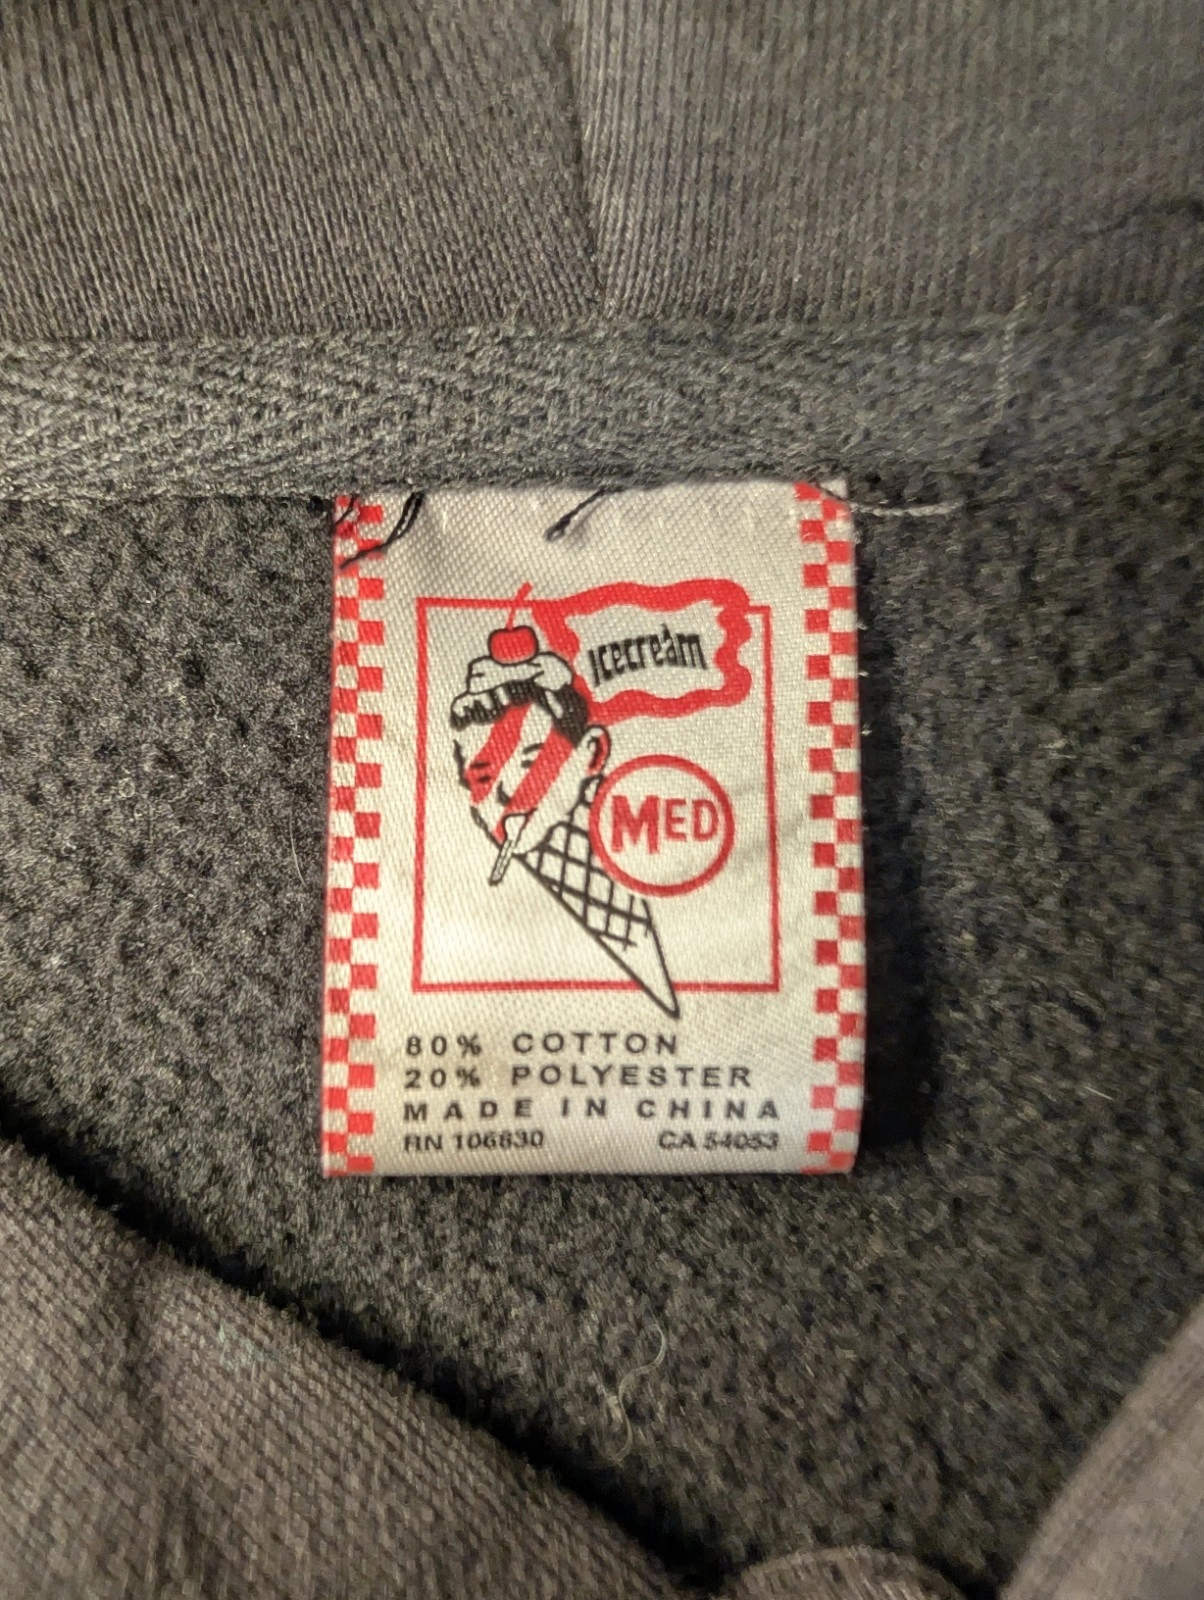 Icecream
MED
80% COTTON
20% POLYESTER
MADE IN CHINA
RN 106830 CA 54053